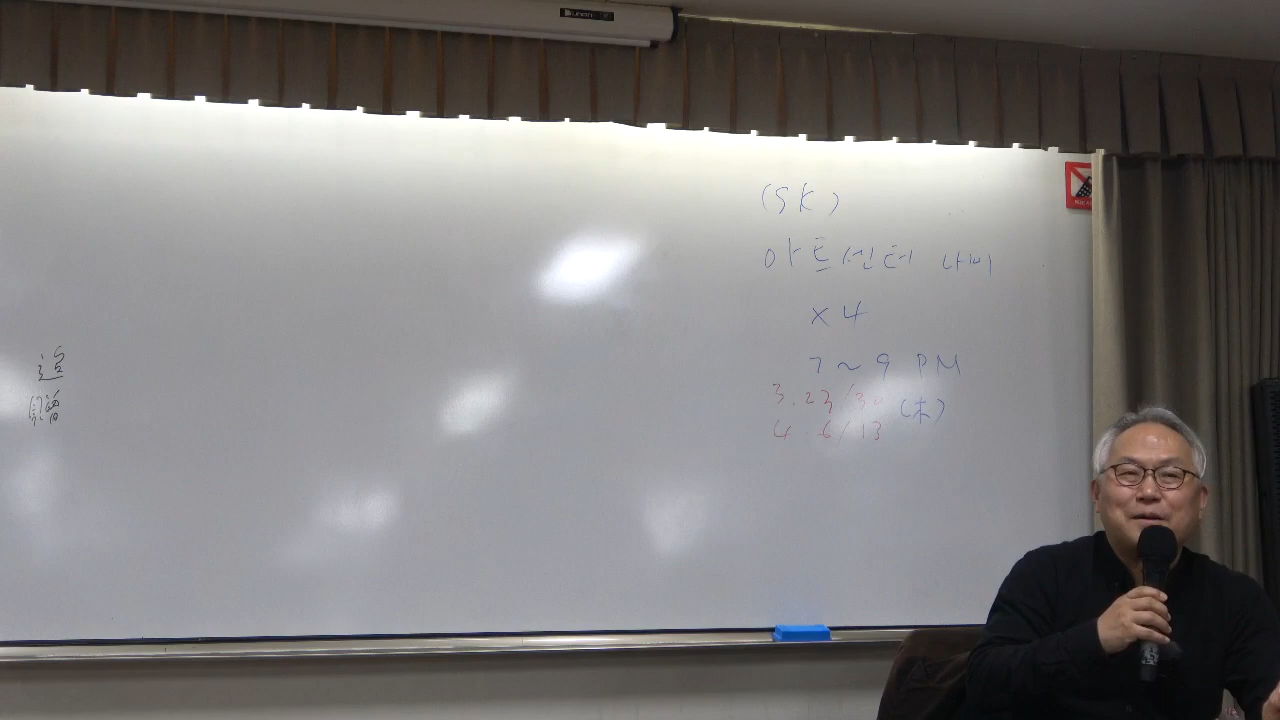 追
贈
(SK)
아트센터 나비
× 4
7 ~ 9 PM
3. 23/30 (木)
4. 6/13